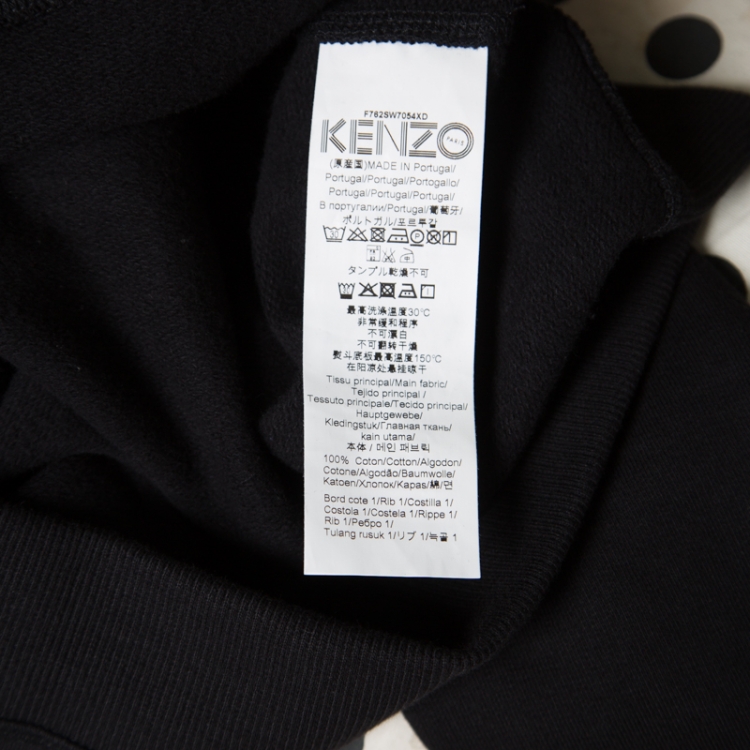 F762SW7054XD
KENZO
PARIS
(原産国)MADE IN Portugal/
Portugal/Portugal/Portogallo/
Portugal/Portugal/Portugal/
В португалии/Portugal/葡萄牙/
ポルトガル/포르투갈
タンブル乾燥不可
最高洗涤温度30℃
非常缓和程序
不可漂白
不可翻转干燥
熨斗底板最高温度150℃
在阳凉处悬挂晾干
Tissu principal/Main fabric/
Tejido principal /
Tessuto principale/Tecido principal/
Hauptgewebe/
Kledingstuk/Главная ткань/
kain utama/
本体/ 메인 패브릭
100% Coton/Cotton/Algodon/
Cotone/Algodão/Baumwolle/
Katoen/Хлопок/Kapas/綿/면
Bord cote 1/Rib 1/Costilla 1/
Costola 1/Costela 1/Rippe 1/
Rib 1/Ребро 1/
Tulang rusuk 1/リブ 1/늑골 1